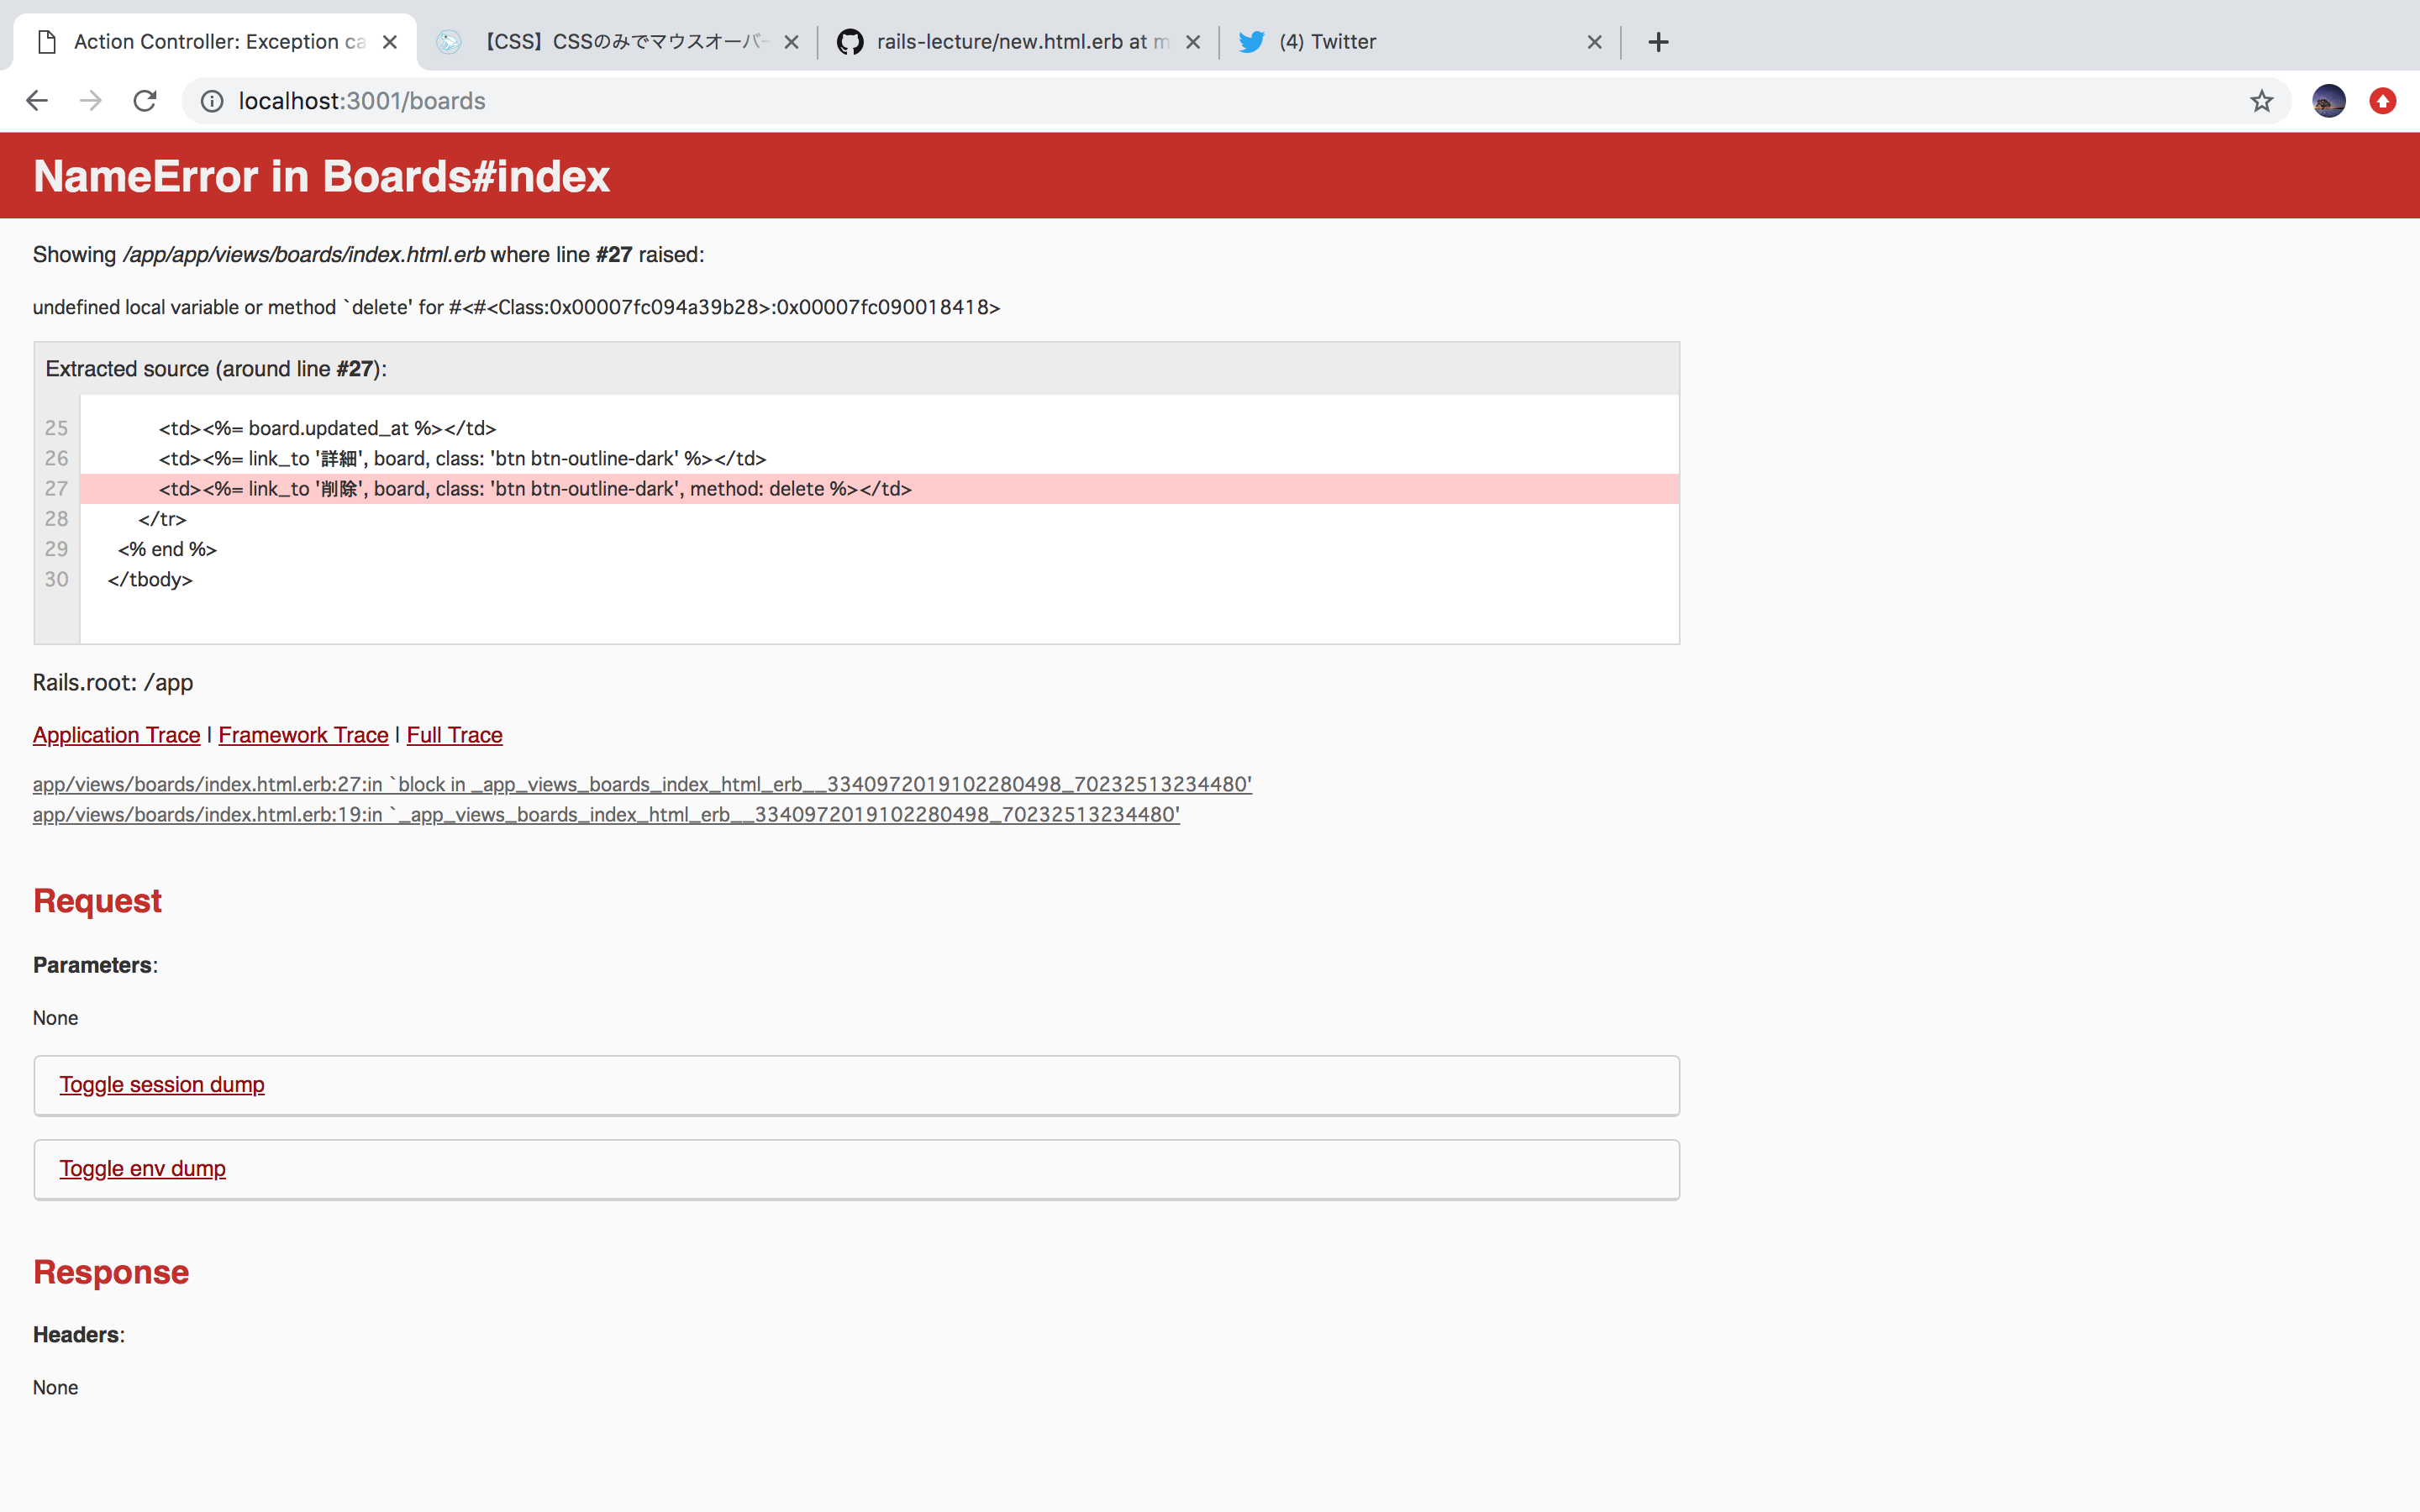 Action Controller: Exception ca
【CSS】CSSのみでマウスオーバー
rails-lecture/new.html.erb at m
(4) Twitter
localhost:3001/boards
NameError in Boards#index
Showing /app/app/views/boards/index.html.erb where line #27 raised:
undefined local variable or method `delete' for #<#<Class:0x00007fc094a39b28>:0x00007fc090018418>
Extracted source (around line #27):
25 <td><%= board.updated_at %></td>
26 <td><%= link_to '詳細', board, class: 'btn btn-outline-dark' %></td>
27 <td><%= link_to '削除', board, class: 'btn btn-outline-dark', method: delete %></td>
28 </tr>
29 <% end %>
30 </tbody>
Rails.root: /app
Application Trace | Framework Trace | Full Trace
app/views/boards/index.html.erb:27:in `block in _app_views_boards_index_html_erb__3340972019102280498_70232513234480'
app/views/boards/index.html.erb:19:in `_app_views_boards_index_html_erb__3340972019102280498_70232513234480'
Request
Parameters:
None
Toggle session dump
Toggle env dump
Response
Headers:
None